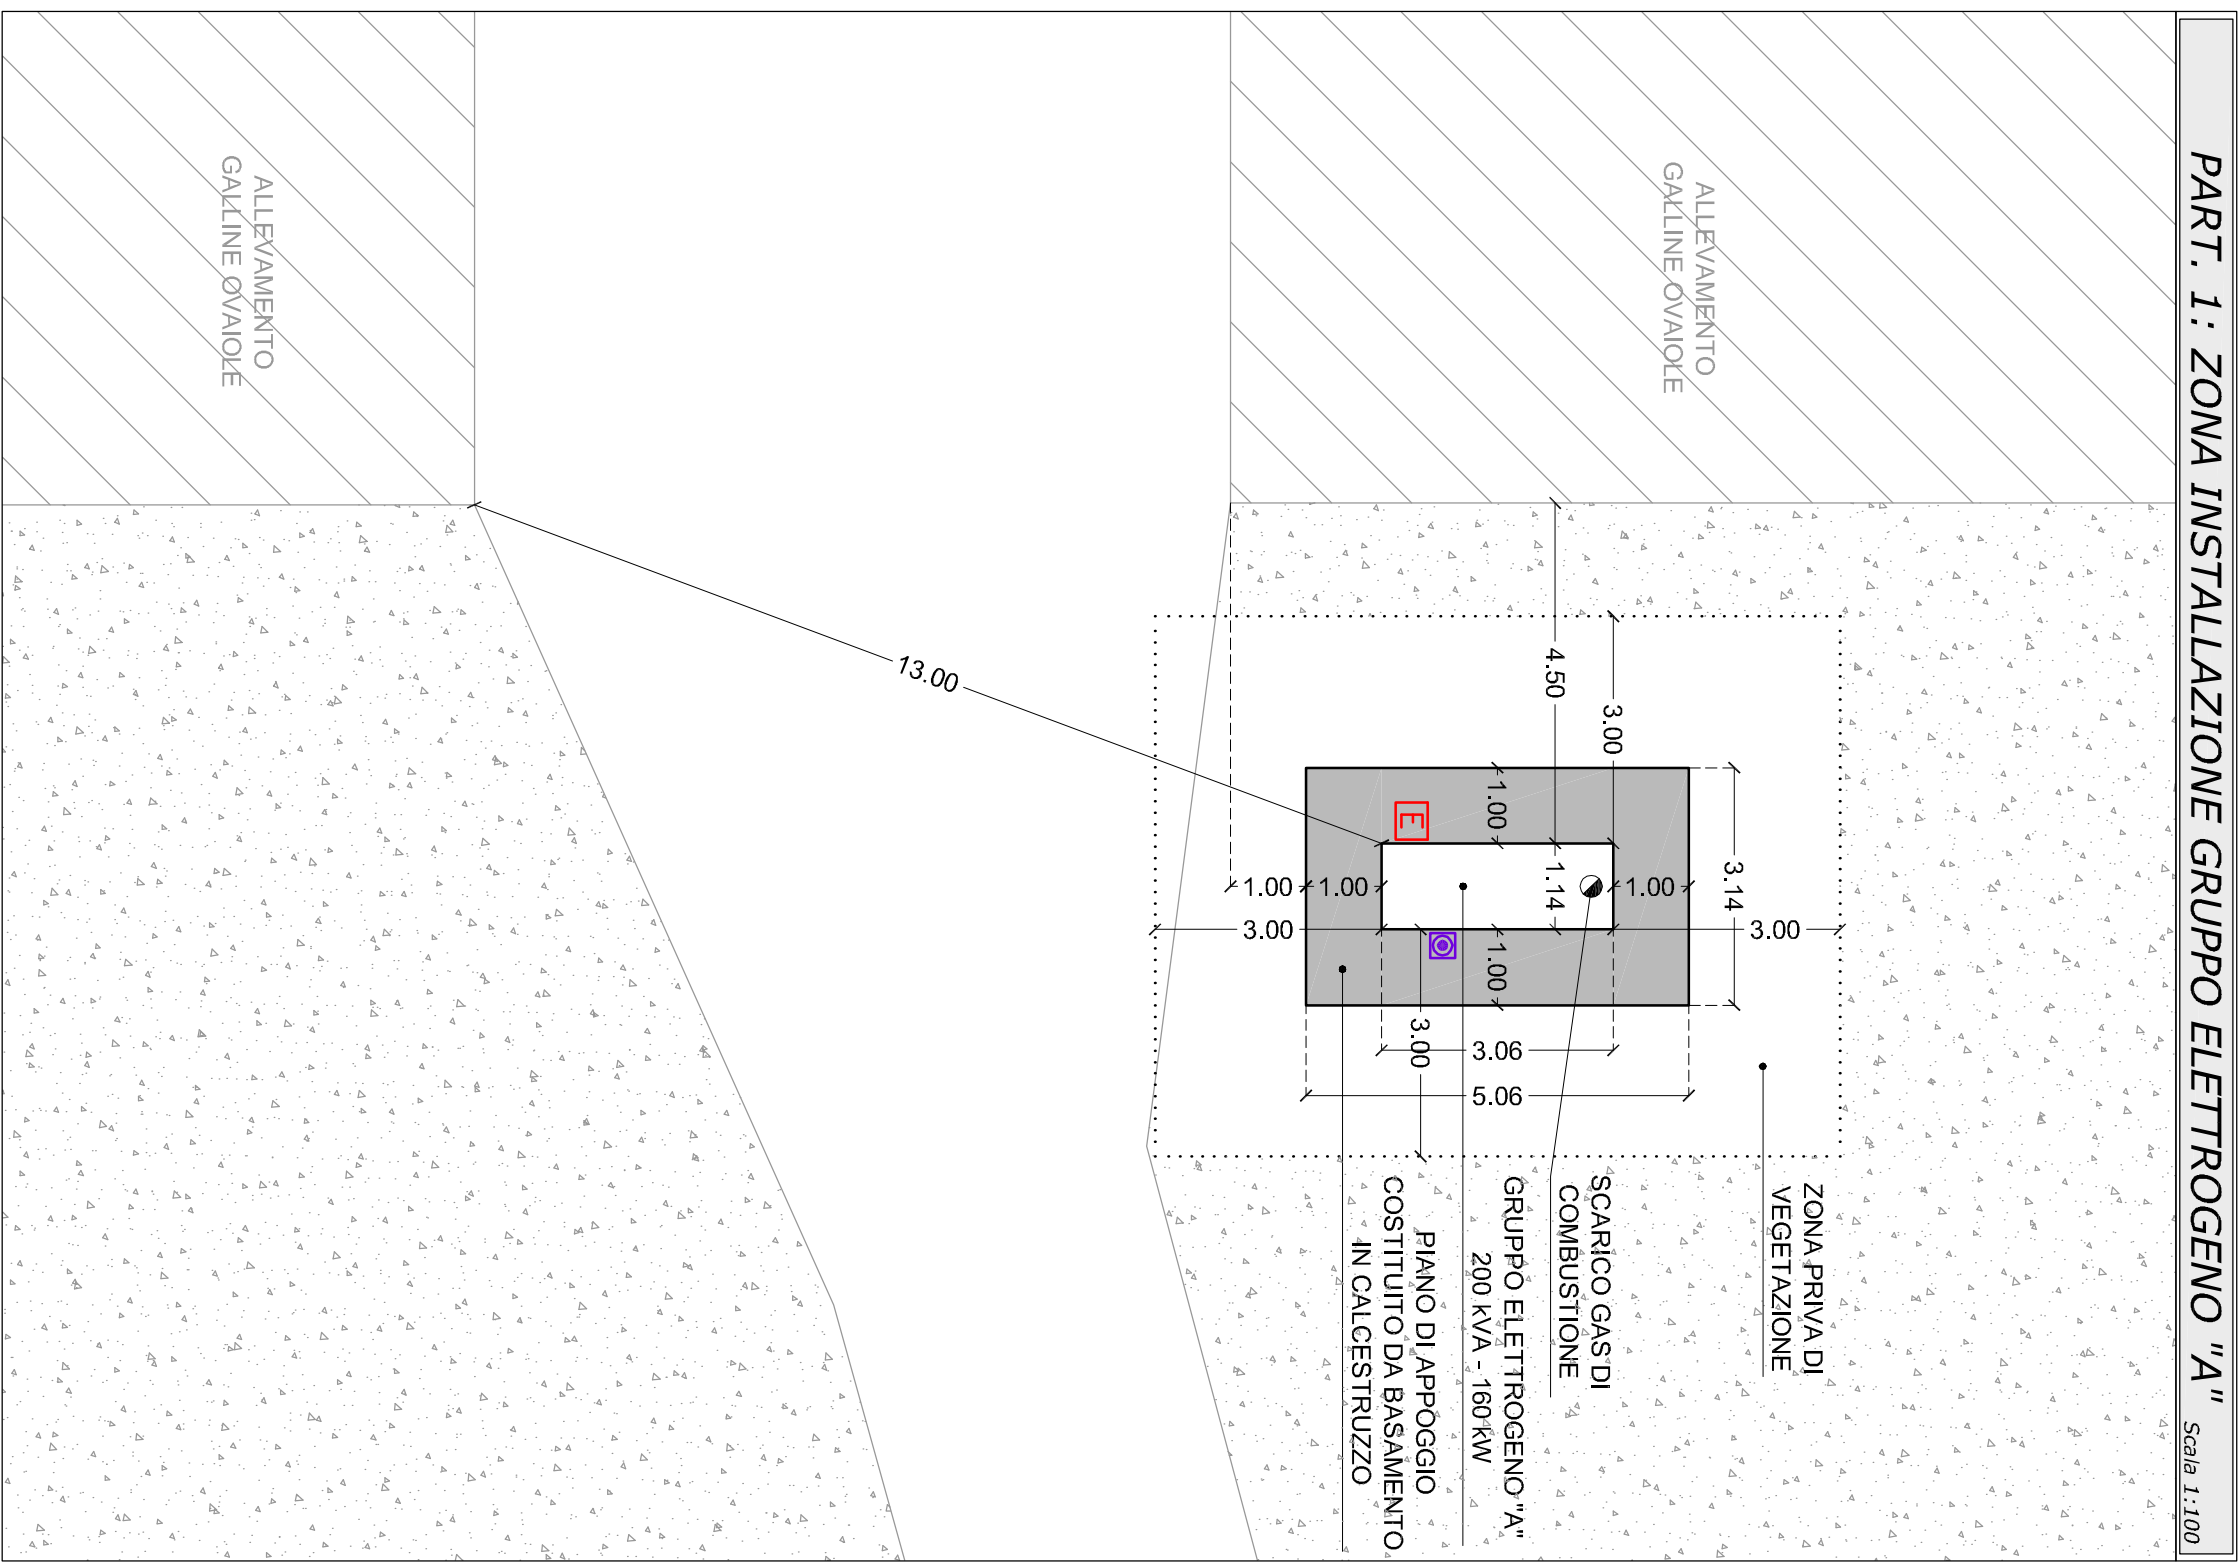 PART. 1: ZONA INSTALLAZIONE GRUPPO ELETTROGENO "A"
Scala 1:100
ALLEVAMENTO
GALLINE OVAIOLE
ALLEVAMENTO
GALLINE OVAIOLE
ZONA PRIVA DI
VEGETAZIONE
SCARICO GAS DI
COMBUSTIONE
GRUPPO ELETTROGENO "A"
200 kVA - 160 kW
PIANO DI APPOGGIO
COSTITUITO DA BASAMENTO
IN CALCESTRUZZO
13.00
4.50
3.00
1.00
3.14
E
1.14
1.00
1.00
1.00
3.00
3.00
1.00
3.00
3.06
5.06